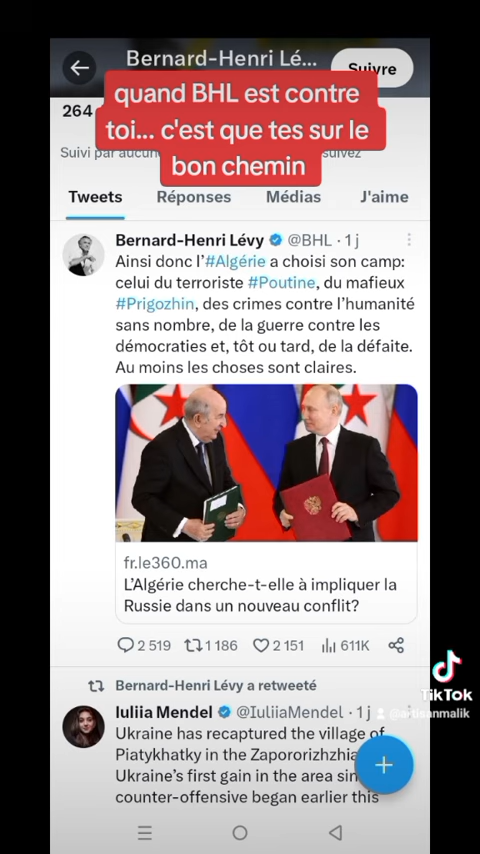 Bernard-Henri Lé...
Suivre
quand BHL est contre
toi... c'est que tes sur le
bon chemin
264
Suivi par
suivez
Tweets
Réponses
Médias
J'aime
Bernard-Henri Lévy @BHL · 1 j
Ainsi donc l'#Algérie a choisi son camp:
celui du terroriste #Poutine, du mafieux
#Prigozhin, des crimes contre l'humanité
sans nombre, de la guerre contre les
démocraties et, tôt ou tard, de la défaite.
Au moins les choses sont claires.
fr.le360.ma
L'Algérie cherche-t-elle à impliquer la
Russie dans un nouveau conflit?
2 519 1 186 2 151 611K
Bernard-Henri Lévy a retweeté
Iuliia Mendel @IuliiaMendel · 1 j
Ukraine has recaptured the village of
Piatykhatky in the Zapororizhzhia
Ukraine's first gain in the area
counter-offensive began earlier this
TikTok
@artisanmalik